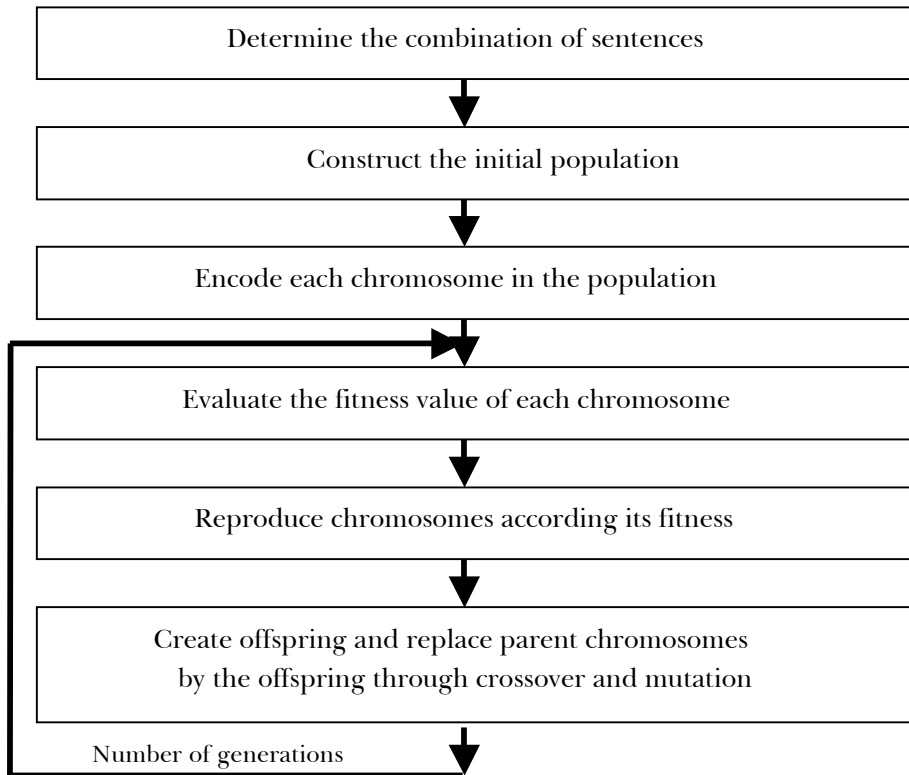 Determine the combination of sentences
Construct the initial population
Encode each chromosome in the population
Evaluate the fitness value of each chromosome
Reproduce chromosomes according its fitness
Create offspring and replace parent chromosomes
by the offspring through crossover and mutation
Number of generations